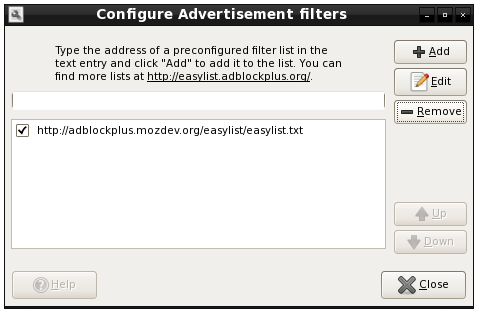 Configure Advertisement filters
Type the address of a preconfigured filter list in the
text entry and click "Add" to add it to the list. You can
find more lists at http://easylist.adblockplus.org/.
Add
Edit
Remove
http://adblockplus.mozdev.org/easylist/easylist.txt
Up
Down
Help
Close